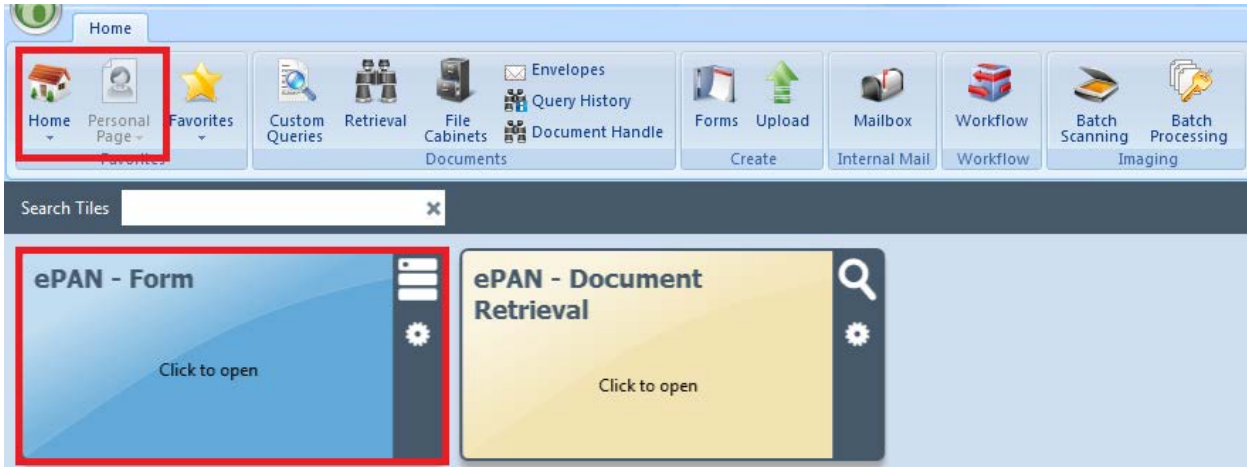 Home
Home
Personal Page
Favorites
Favorites
Custom Queries
Retrieval
File Cabinets
Envelopes
Query History
Document Handle
Documents
Forms
Upload
Create
Mailbox
Internal Mail
Workflow
Workflow
Batch Scanning
Batch Processing
Imaging
Search Tiles
ePAN - Form
Click to open
ePAN - Document
Retrieval
Click to open